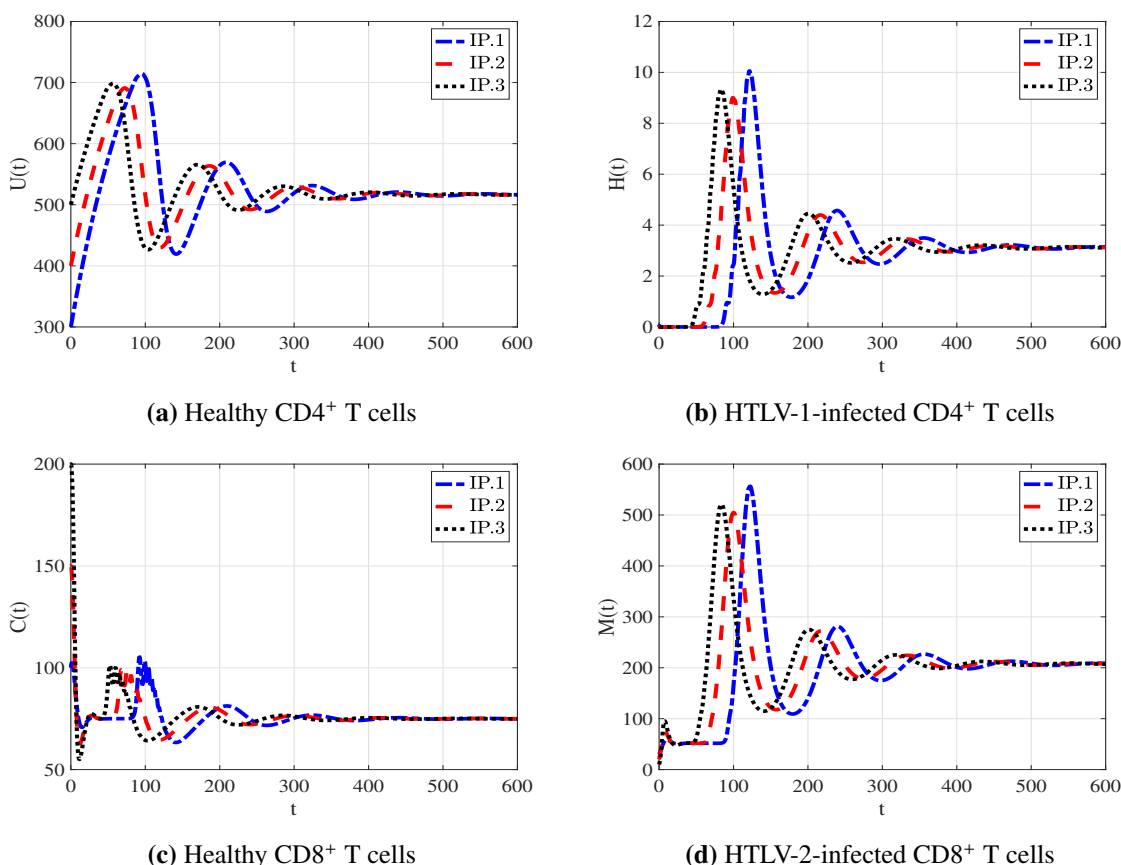 800
700
600
500
400
300
U(t)
0 100 200 300 400 500 600
t
IP.1
IP.2
IP.3
(a) Healthy CD4⁺ T cells
12
10
8
6
4
2
0
H(t)
0 100 200 300 400 500 600
t
IP.1
IP.2
IP.3
(b) HTLV-1-infected CD4⁺ T cells
200
150
100
50
C(t)
0 100 200 300 400 500 600
t
IP.1
IP.2
IP.3
(c) Healthy CD8⁺ T cells
600
500
400
300
200
100
0
M(t)
0 100 200 300 400 500 600
t
IP.1
IP.2
IP.3
(d) HTLV-2-infected CD8⁺ T cells